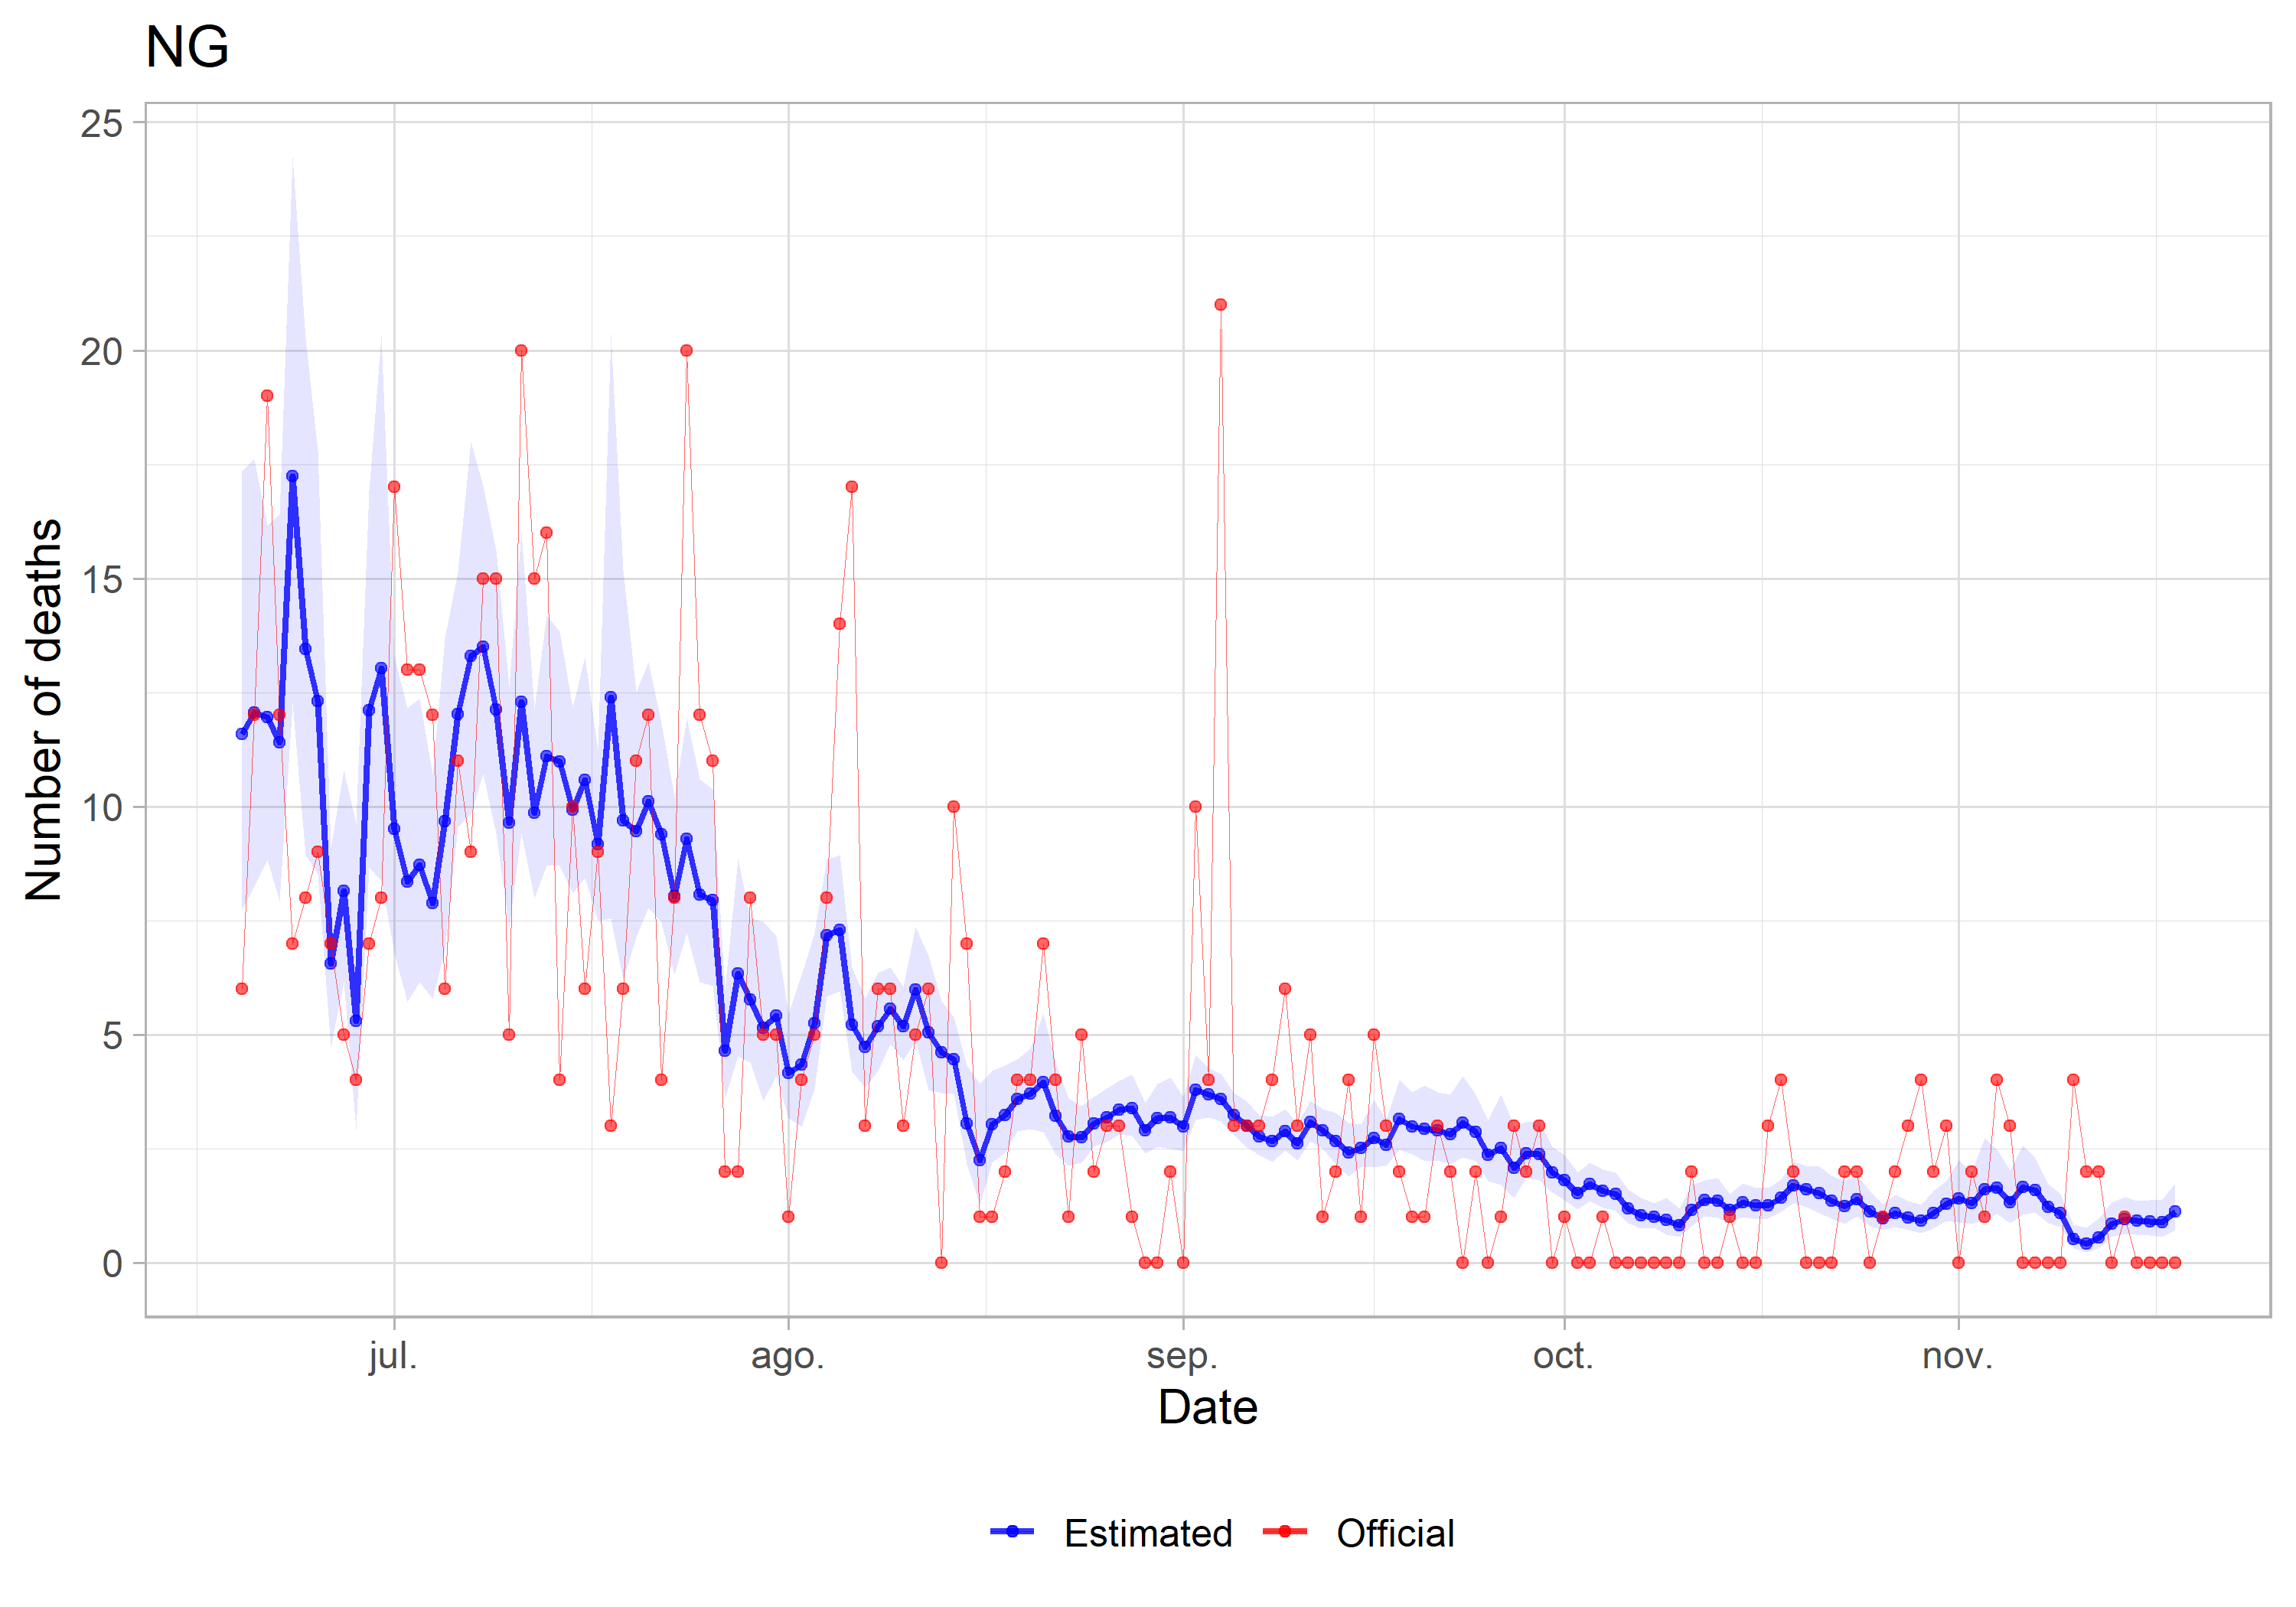 NG
25
20
15
10
5
0
Number of deaths
jul.
ago.
sep.
oct.
nov.
Date
Estimated
Official